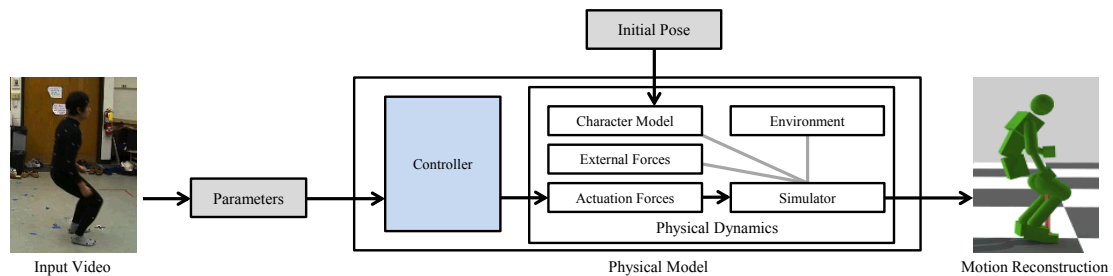 Initial Pose
Character Model
Environment
Controller
External Forces
Parameters
Actuation Forces
Simulator
Physical Dynamics
Input Video
Physical Model
Motion Reconstruction